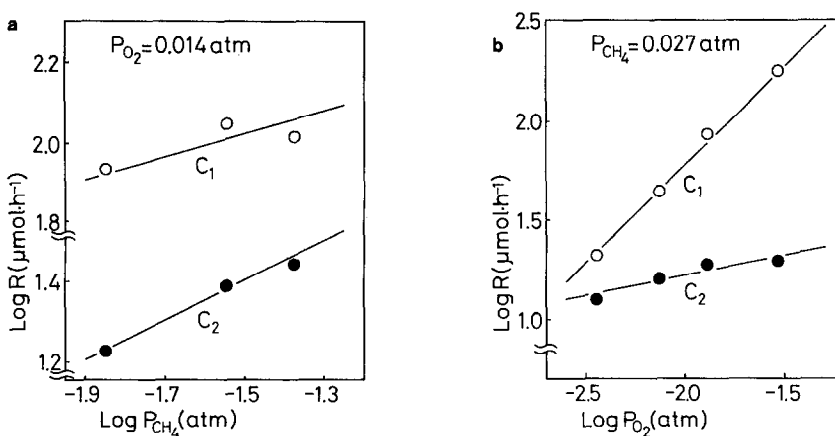 a
P_O2=0.014 atm
2.2
2.0
1.8
1.4
1.2
Log R(μmol·h⁻¹)
C₁
C₂
-1.9
-1.7
-1.5
-1.3
Log P_CH4(atm)
b
P_CH4=0.027atm
2.5
2.0
1.5
1.0
Log R(μmol·h⁻¹)
C₁
C₂
-2.5
-2.0
-1.5
Log P_O2(atm)